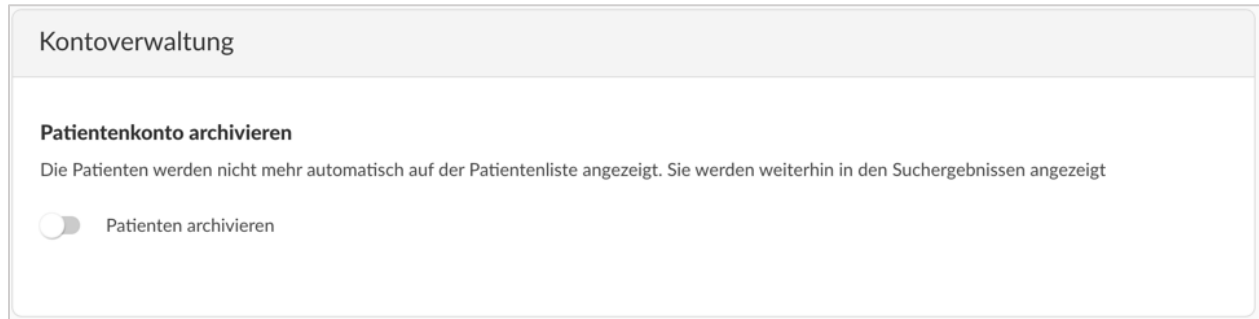 Kontoverwaltung
Patientenkonto archivieren
Die Patienten werden nicht mehr automatisch auf der Patientenliste angezeigt. Sie werden weiterhin in den Suchergebnissen angezeigt
Patienten archivieren